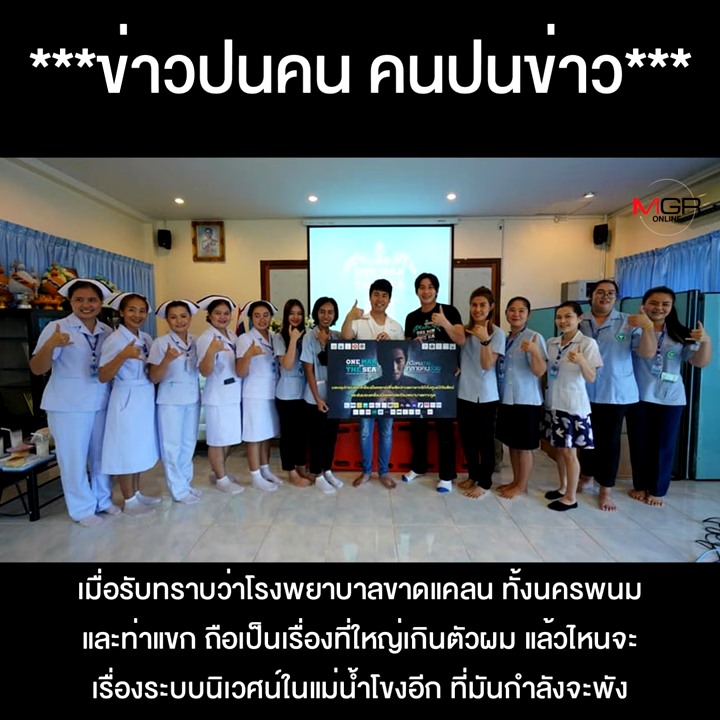 ***ข่าวปนคน คนปนข่าว***
MGR
ONLINE
ONE MAN
THE SEA
เมื่อรับทราบว่าโรงพยาบาลขาดแคลน ทั้งนครพนม
และท่าแขก ถือเป็นเรื่องที่ใหญ่เกินตัวผม แล้วไหนจะ
เรื่องระบบนิเวศน์ในแม่น้ำโขงอีก ที่มันกำลังจะพัง